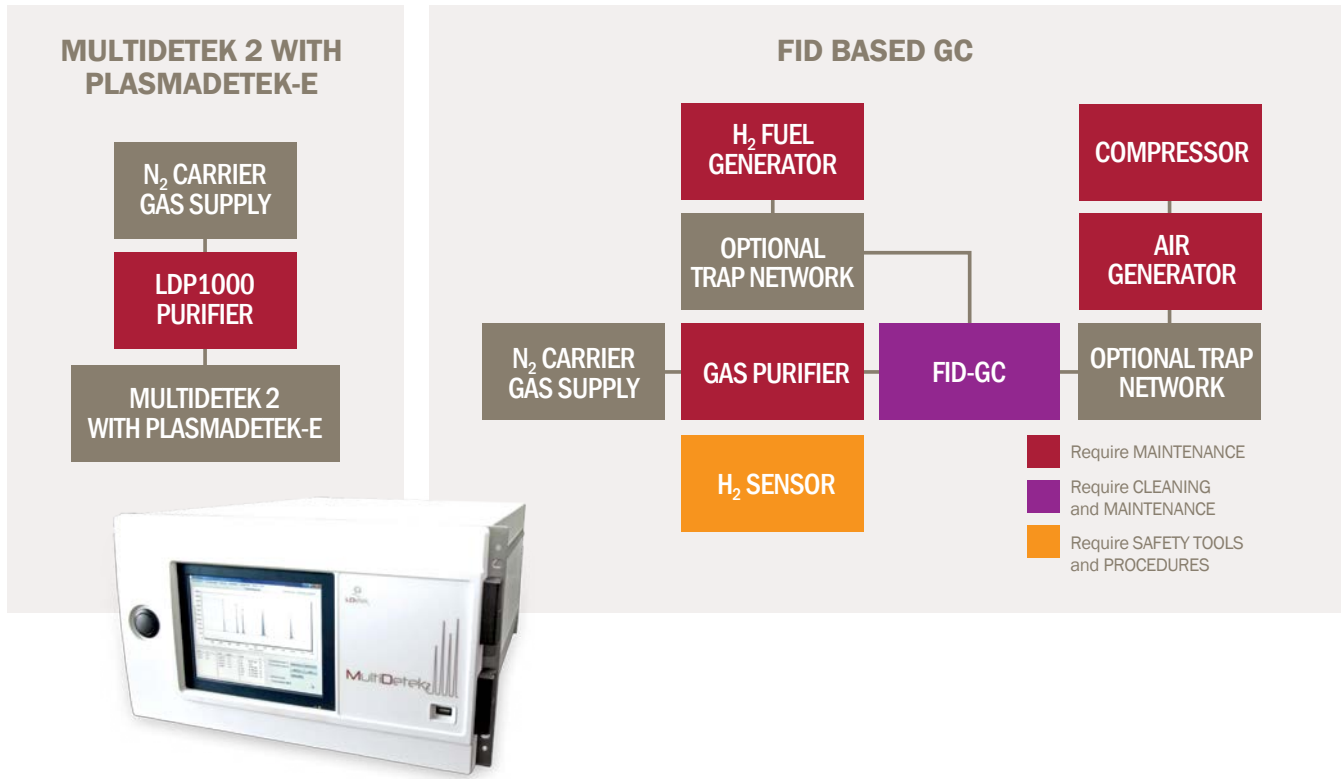 MULTIDETEK 2 WITH
PLASMADETEK-E
N₂ CARRIER
GAS SUPPLY
LDP1000
PURIFIER
MULTIDETEK 2
WITH PLASMADETEK-E
MultiDetek2
FID BASED GC
H₂ FUEL
GENERATOR
COMPRESSOR
OPTIONAL
TRAP NETWORK
AIR
GENERATOR
N₂ CARRIER
GAS SUPPLY
GAS PURIFIER
FID-GC
OPTIONAL TRAP
NETWORK
H₂ SENSOR
Require MAINTENANCE
Require CLEANING
and MAINTENANCE
Require SAFETY TOOLS
and PROCEDURES